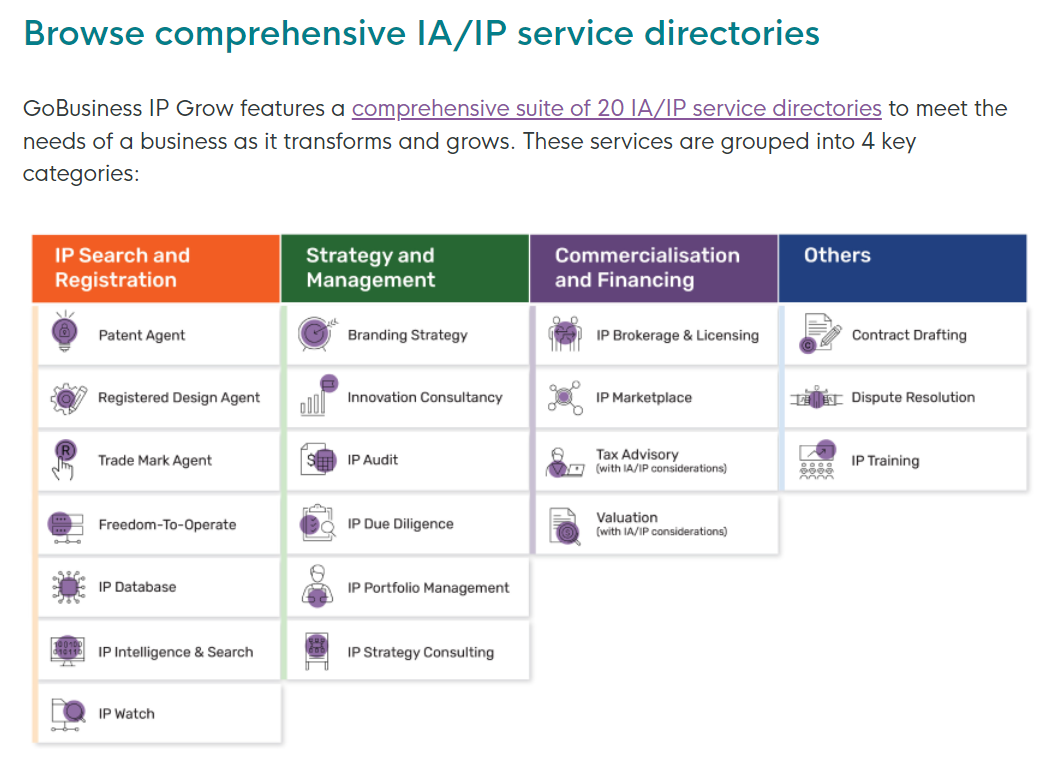 Browse comprehensive IA/IP service directories
GoBusiness IP Grow features a comprehensive suite of 20 IA/IP service directories to meet the
needs of a business as it transforms and grows. These services are grouped into 4 key
categories:
IP Search and
Registration
Patent Agent
Registered Design Agent
Trade Mark Agent
Freedom-To-Operate
IP Database
IP Intelligence & Search
IP Watch
Strategy and
Management
Branding Strategy
Innovation Consultancy
IP Audit
IP Due Diligence
IP Portfolio Management
IP Strategy Consulting
Commercialisation
and Financing
IP Brokerage & Licensing
IP Marketplace
Tax Advisory
(with IA/IP considerations)
Valuation
(with IA/IP considerations)
Others
Contract Drafting
Dispute Resolution
IP Training